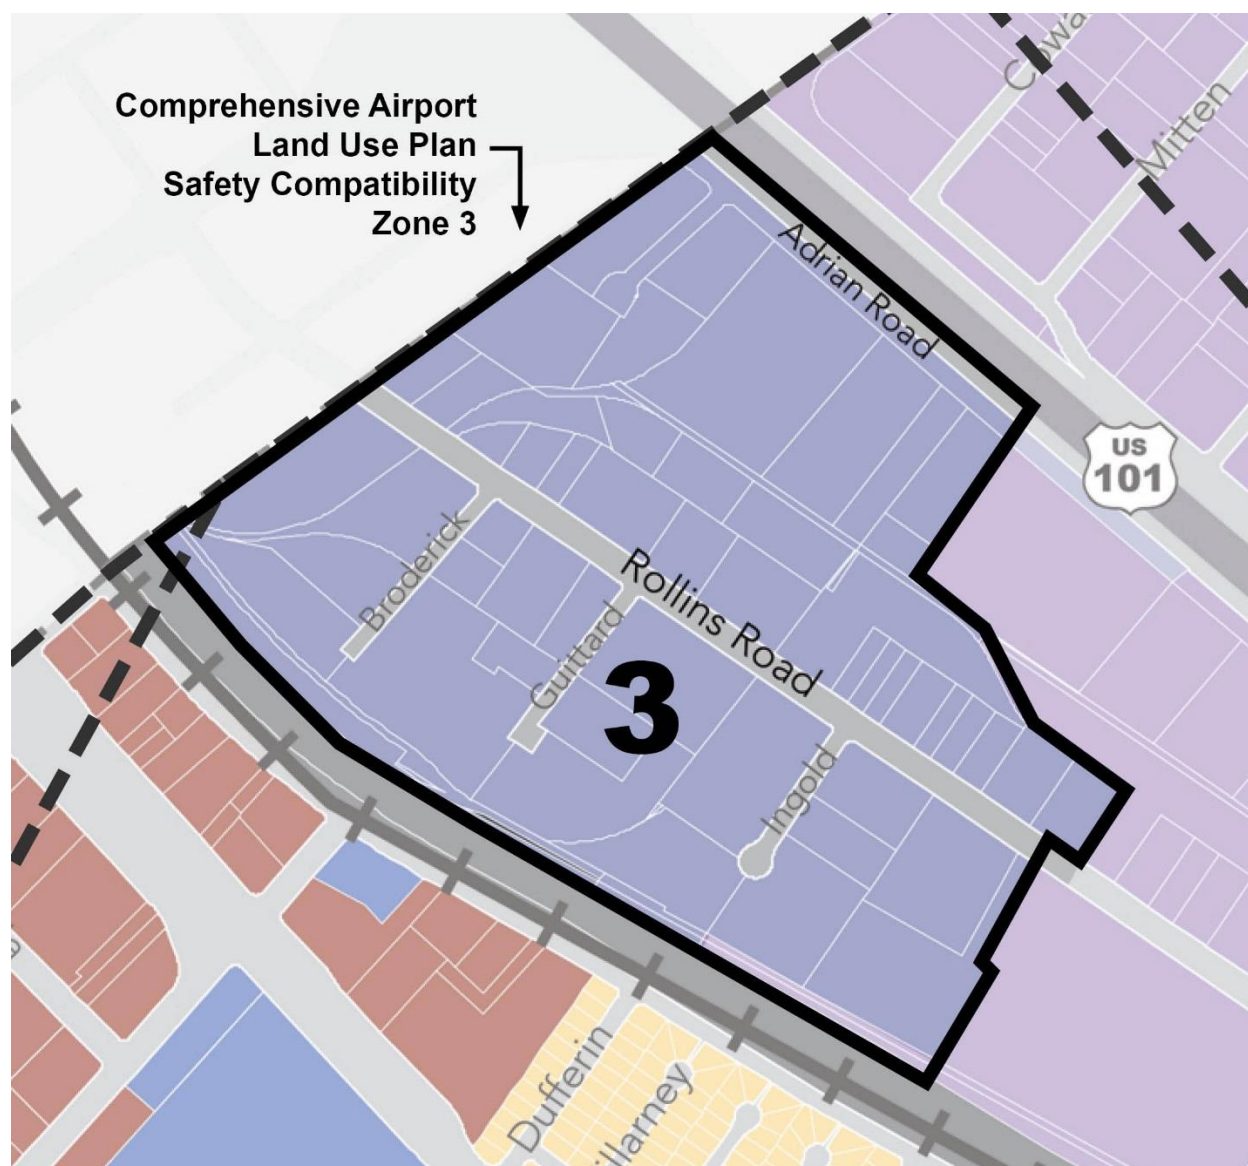 Comprehensive Airport
Land Use Plan
Safety Compatibility
Zone 3
Mitten
Adrian Road
US
101
Broderick
Rollins Road
Guittard
3
Ingold
Dufferin